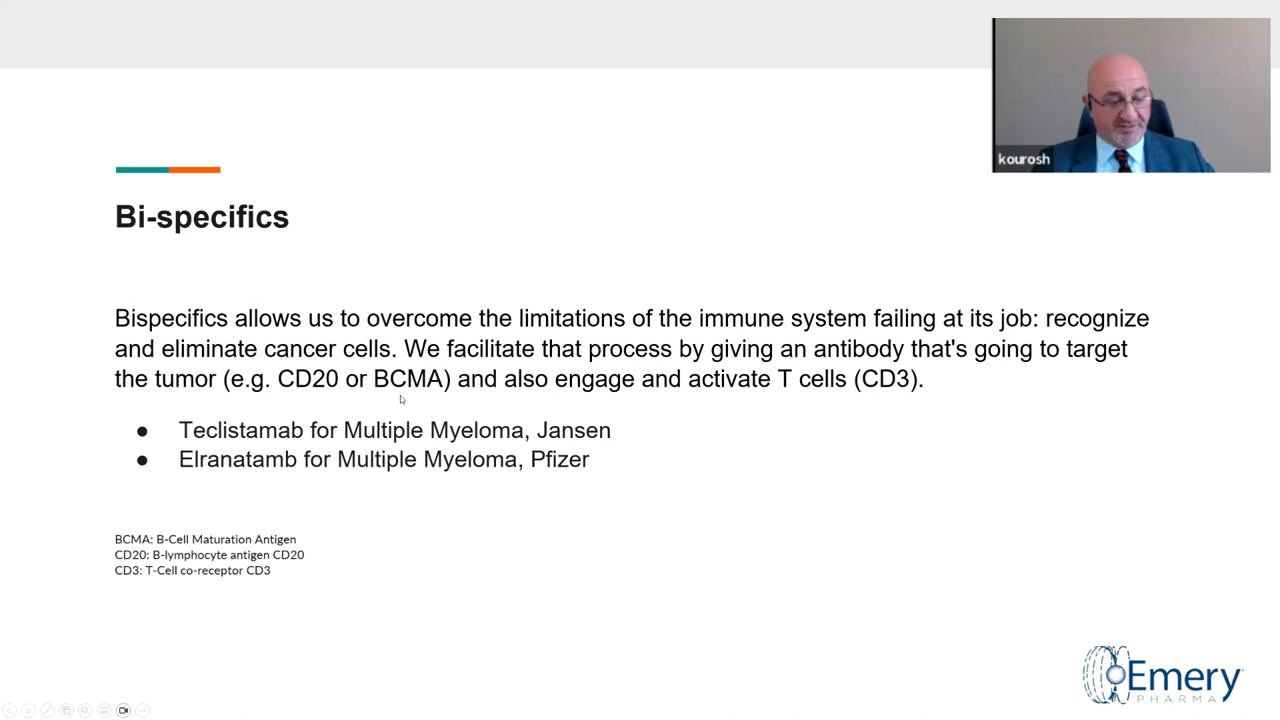 kourosh
Bi-specifics
Bispecifics allows us to overcome the limitations of the immune system failing at its job: recognize
and eliminate cancer cells. We facilitate that process by giving an antibody that's going to target
the tumor (e.g. CD20 or BCMA) and also engage and activate T cells (CD3).
● Teclistamab for Multiple Myeloma, Jansen
● Elranatamb for Multiple Myeloma, Pfizer
BCMA: B-Cell Maturation Antigen
CD20: B-lymphocyte antigen CD20
CD3: T-Cell co-receptor CD3
Emery
PHARMA